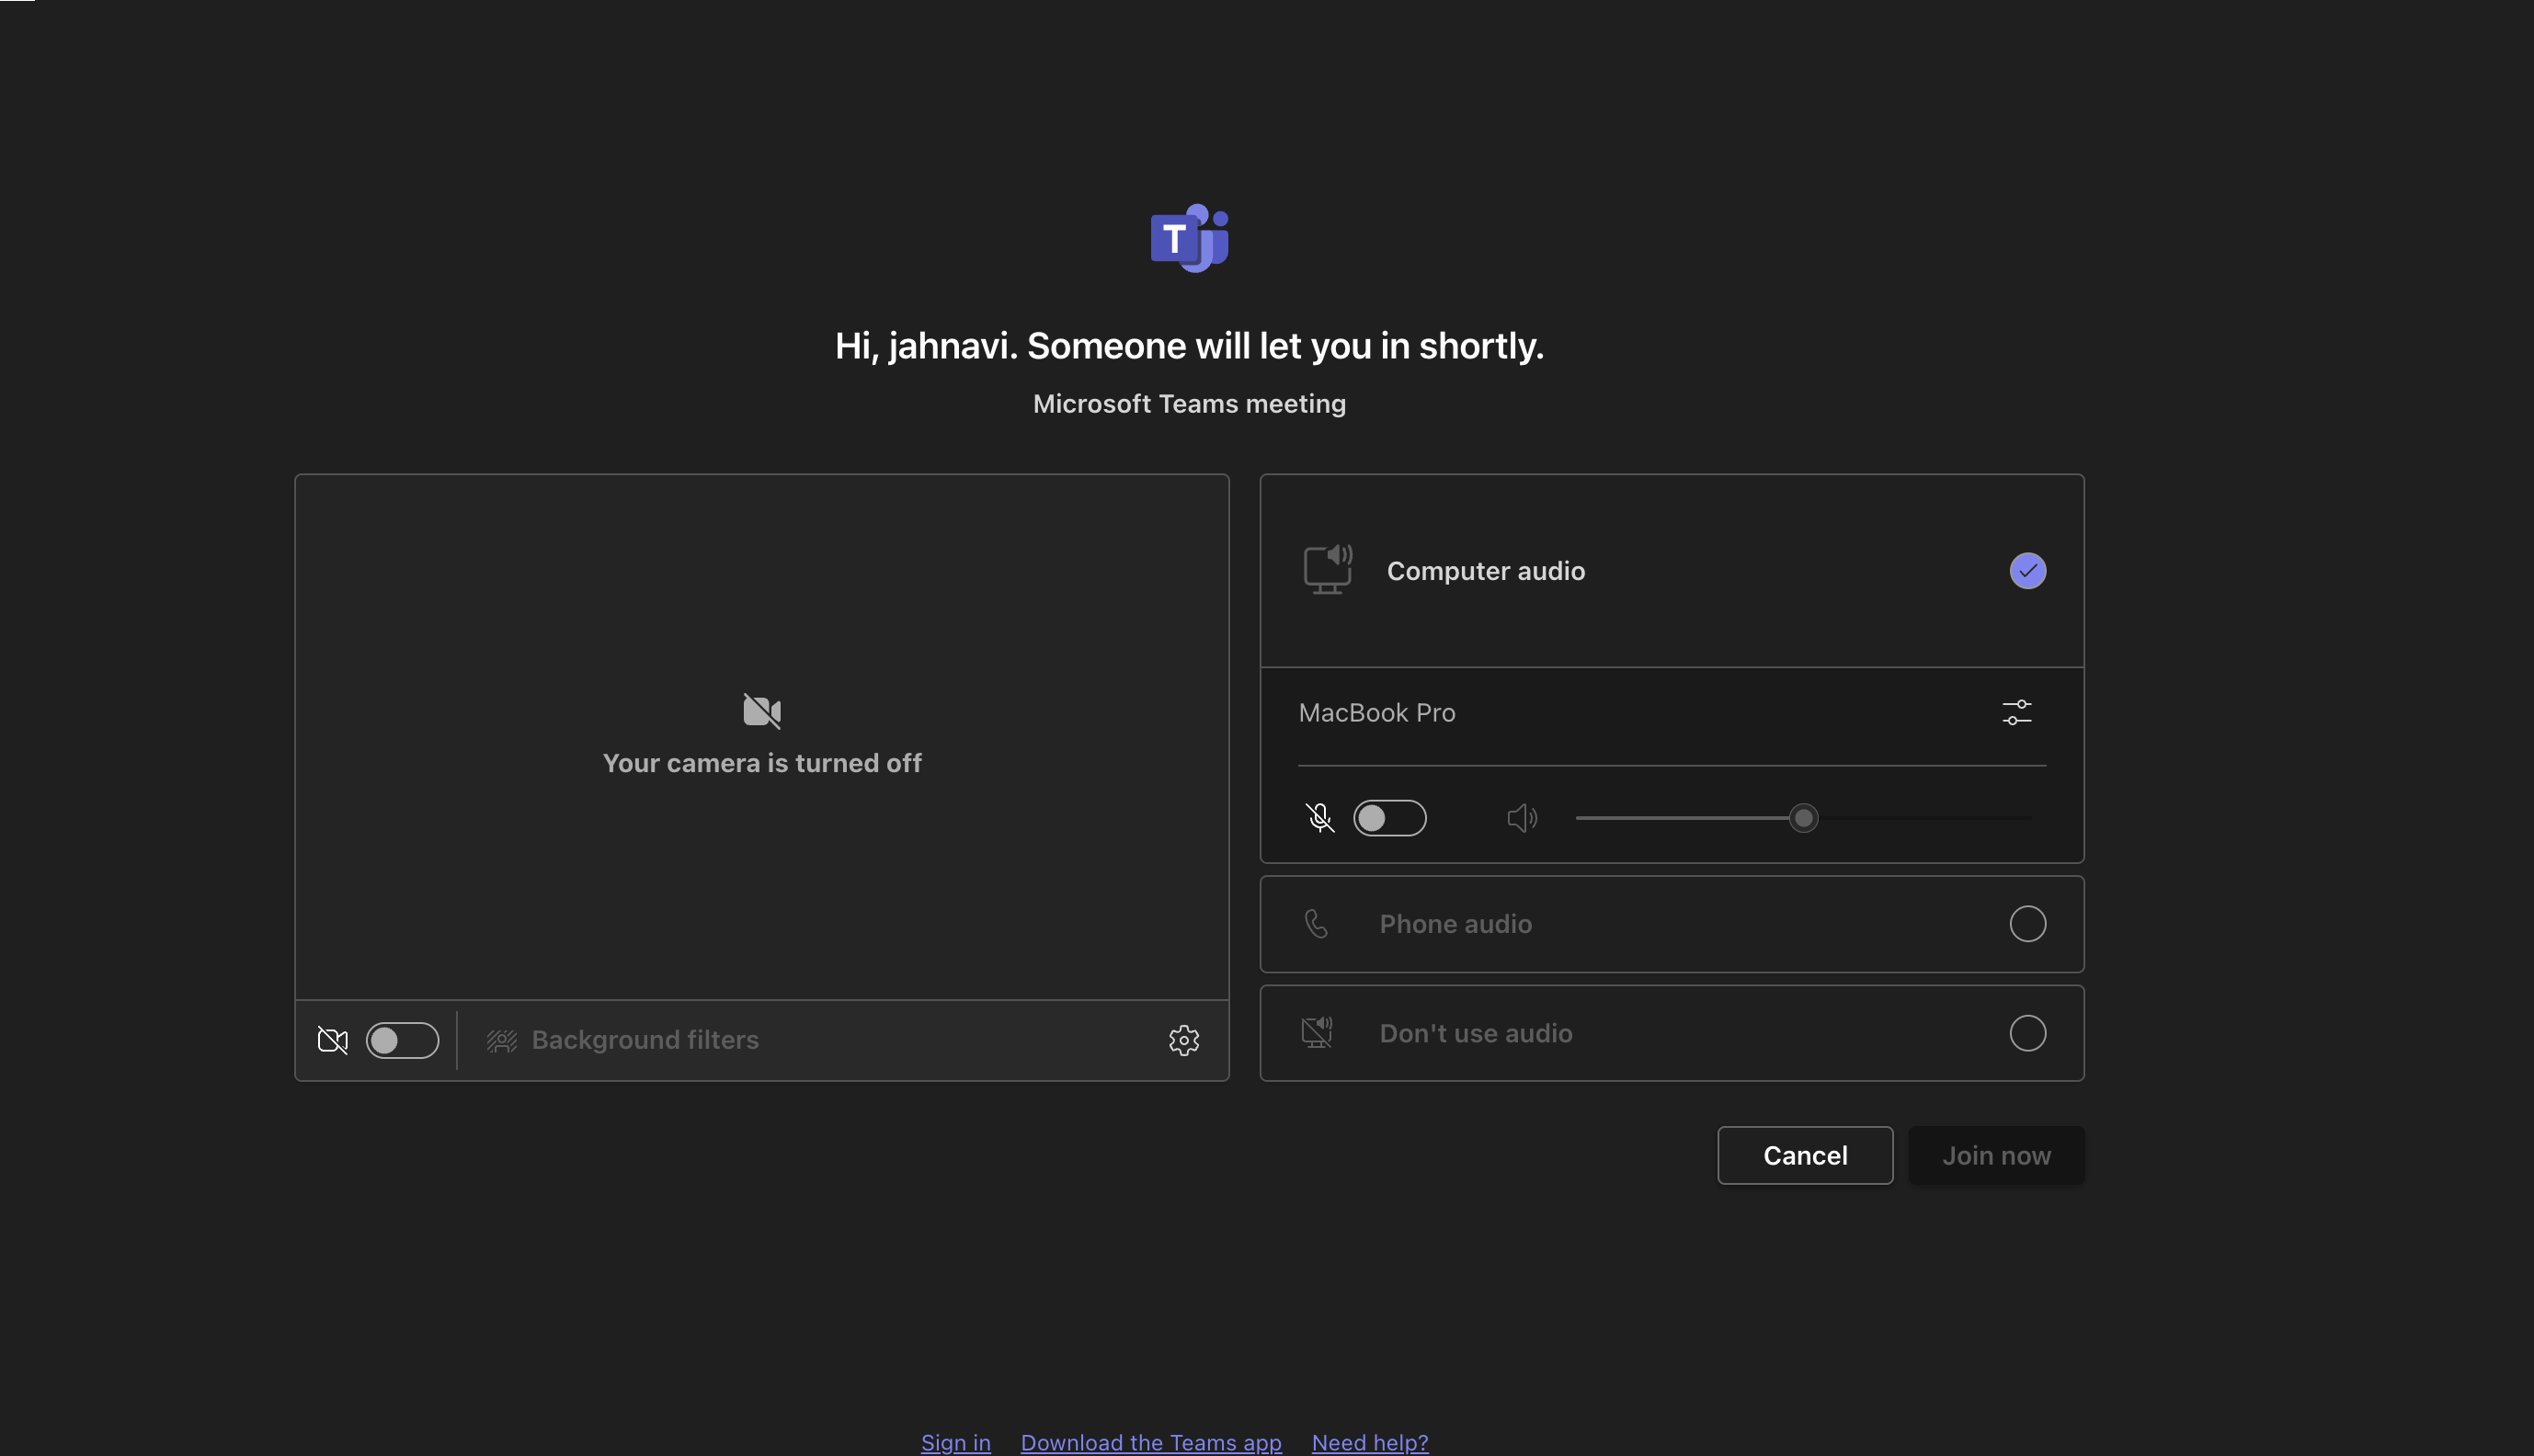 T
Hi, jahnavi. Someone will let you in shortly.
Microsoft Teams meeting
Your camera is turned off
Background filters
Computer audio
MacBook Pro
Phone audio
Don't use audio
Cancel
Join now
Sign in
Download the Teams app
Need help?